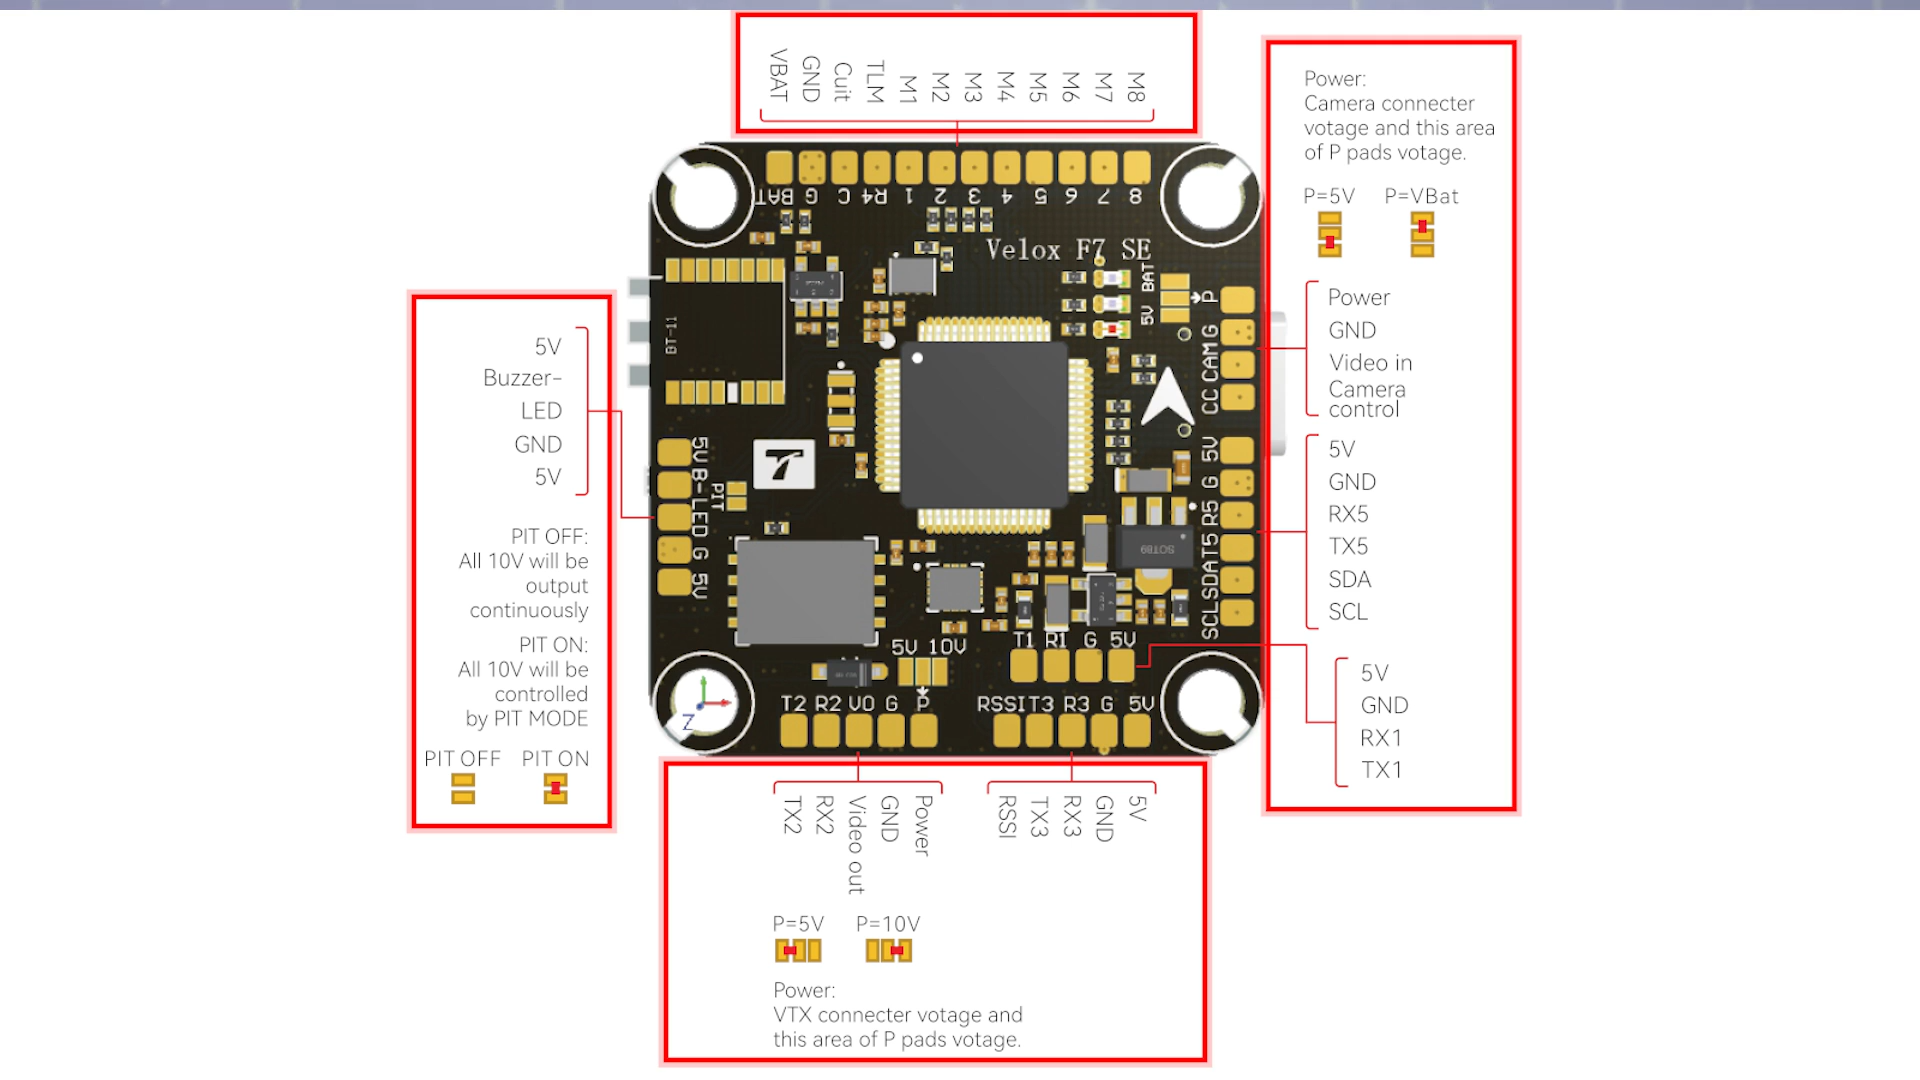 VBAT
GND
Cuit
TLM
M1
M2
M3
M4
M5
M6
M7
M8
BAT
G
C
R4
1
2
3
4
5
6
7
8
Velox F7 SE
5V BAT
P
G
CAM
CC
5V
G
R5
T5
SDA
SCL
BT-11
5V
B-
LED
G
5V
PIT
SOT89
5V 10V
T1 R1 G 5V
T2 R2 VO G P
RSSI T3 R3 G 5V
Z
5V
Buzzer-
LED
GND
5V
PIT OFF:
All 10V will be
output
continuously
PIT ON:
All 10V will be
controlled
by PIT MODE
PIT OFF PIT ON
Power:
Camera connecter
votage and this area
of P pads votage.
P=5V P=VBat
Power
GND
Video in
Camera
control
5V
GND
RX5
TX5
SDA
SCL
5V
GND
RX1
TX1
TX2
RX2
Video out
GND
Power
RSSI
TX3
RX3
GND
5V
P=5V P=10V
Power:
VTX connecter votage and
this area of P pads votage.